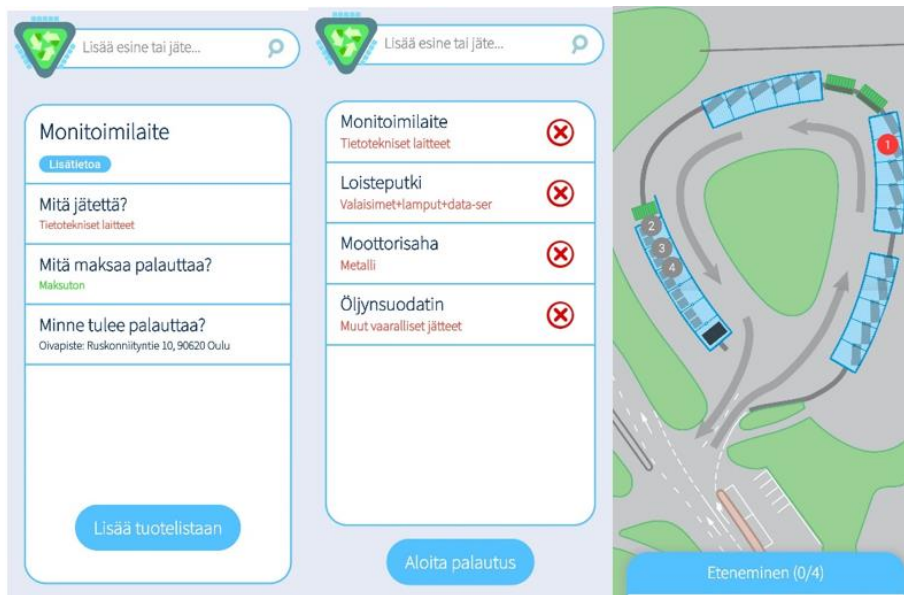 Lisää esine tai jäte...
Monitoimilaite
Lisätietoa
Mitä jätettä?
Tietotekniset laitteet
Mitä maksaa palauttaa?
Maksuton
Minne tulee palauttaa?
Oivapiste: Ruskonniityntie 10, 90620 Oulu
Lisää tuotelistaan
Lisää esine tai jäte...
Monitoimilaite
Tietotekniset laitteet
Loisteputki
Valaisimet+lamput+data-ser
Moottorisaha
Metalli
Öljynsuodatin
Muut vaaralliset jätteet
Aloita palautus
1
2
3
4
Eteneminen (0/4)